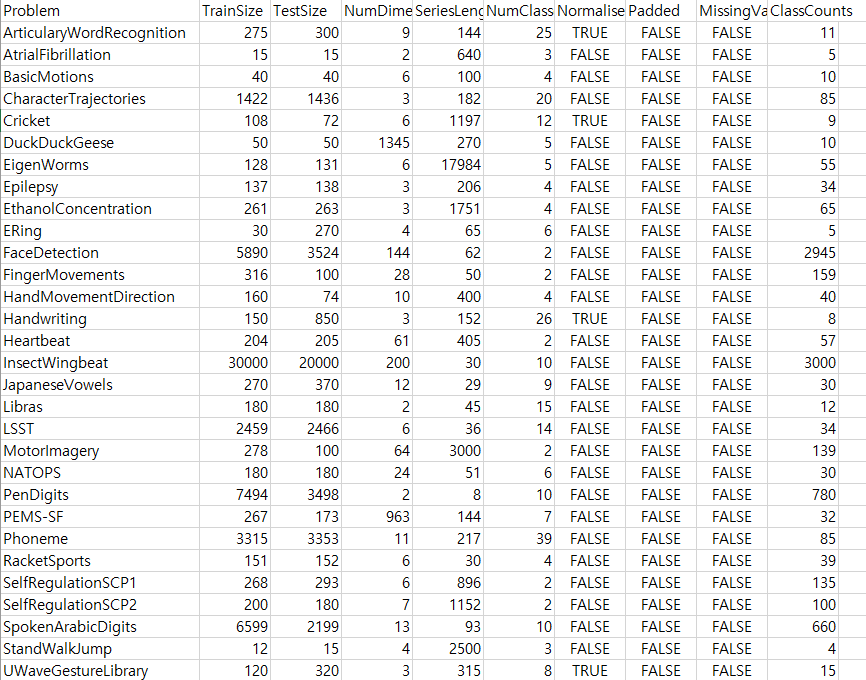 Problem TrainSize TestSize NumDime SeriesLeng NumClass Normalise Padded MissingVa ClassCounts
ArticularyWordRecognition 275 300 9 144 25 TRUE FALSE FALSE 11
AtrialFibrillation 15 15 2 640 3 FALSE FALSE FALSE 5
BasicMotions 40 40 6 100 4 FALSE FALSE FALSE 10
CharacterTrajectories 1422 1436 3 182 20 FALSE FALSE FALSE 85
Cricket 108 72 6 1197 12 TRUE FALSE FALSE 9
DuckDuckGeese 50 50 1345 270 5 FALSE FALSE FALSE 10
EigenWorms 128 131 6 17984 5 FALSE FALSE FALSE 55
Epilepsy 137 138 3 206 4 FALSE FALSE FALSE 34
EthanolConcentration 261 263 3 1751 4 FALSE FALSE FALSE 65
ERing 30 270 4 65 6 FALSE FALSE FALSE 5
FaceDetection 5890 3524 144 62 2 FALSE FALSE FALSE 2945
FingerMovements 316 100 28 50 2 FALSE FALSE FALSE 159
HandMovementDirection 160 74 10 400 4 FALSE FALSE FALSE 40
Handwriting 150 850 3 152 26 TRUE FALSE FALSE 8
Heartbeat 204 205 61 405 2 FALSE FALSE FALSE 57
InsectWingbeat 30000 20000 200 30 10 FALSE FALSE FALSE 3000
JapaneseVowels 270 370 12 29 9 FALSE FALSE FALSE 30
Libras 180 180 2 45 15 FALSE FALSE FALSE 12
LSST 2459 2466 6 36 14 FALSE FALSE FALSE 34
MotorImagery 278 100 64 3000 2 FALSE FALSE FALSE 139
NATOPS 180 180 24 51 6 FALSE FALSE FALSE 30
PenDigits 7494 3498 2 8 10 FALSE FALSE FALSE 780
PEMS-SF 267 173 963 144 7 FALSE FALSE FALSE 32
Phoneme 3315 3353 11 217 39 FALSE FALSE FALSE 85
RacketSports 151 152 6 30 4 FALSE FALSE FALSE 39
SelfRegulationSCP1 268 293 6 896 2 FALSE FALSE FALSE 135
SelfRegulationSCP2 200 180 7 1152 2 FALSE FALSE FALSE 100
SpokenArabicDigits 6599 2199 13 93 10 FALSE FALSE FALSE 660
StandWalkJump 12 15 4 2500 3 FALSE FALSE FALSE 4
UWaveGestureLibrary 120 320 3 315 8 TRUE FALSE FALSE 15